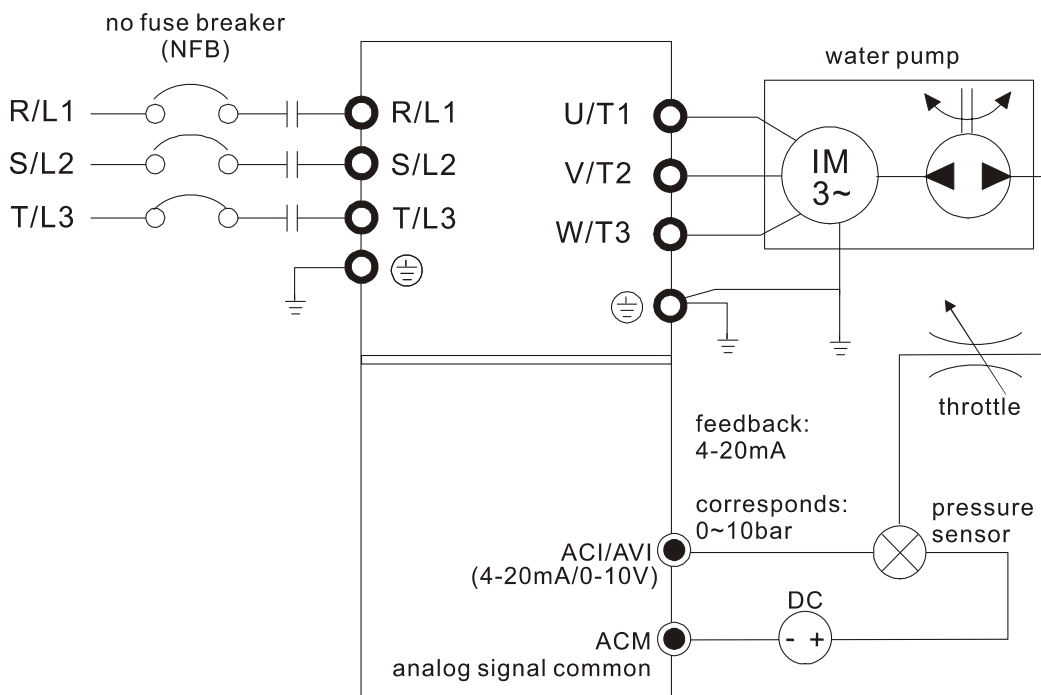 no fuse breaker
(NFB)
water pump
R/L1
R/L1
U/T1
S/L2
S/L2
V/T2
IM
3~
T/L3
T/L3
W/T3
throttle
feedback:
4-20mA
corresponds:
0~10bar
pressure
sensor
ACI/AVI
(4-20mA/0-10V)
DC
- +
ACM
analog signal common